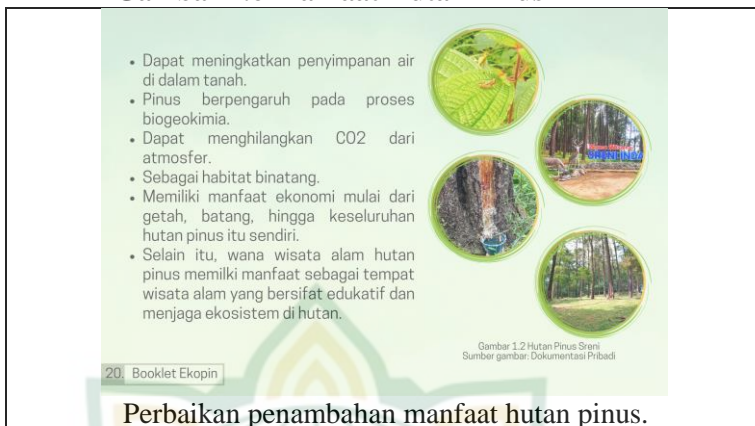 • Dapat meningkatkan penyimpanan air
di dalam tanah.
• Pinus berpengaruh pada proses
biogeokimia.
• Dapat menghilangkan CO2 dari
atmosfer.
• Sebagai habitat binatang.
• Memiliki manfaat ekonomi mulai dari
getah, batang, hingga keseluruhan
hutan pinus itu sendiri.
• Selain itu, wana wisata alam hutan
pinus memilki manfaat sebagai tempat
wisata alam yang bersifat edukatif dan
menjaga ekosistem di hutan.
SRENI INDA
Gambar 1.2 Hutan Pinus Sreni
Sumber gambar: Dokumentasi Pribadi
20. Booklet Ekopin
Perbaikan penambahan manfaat hutan pinus.